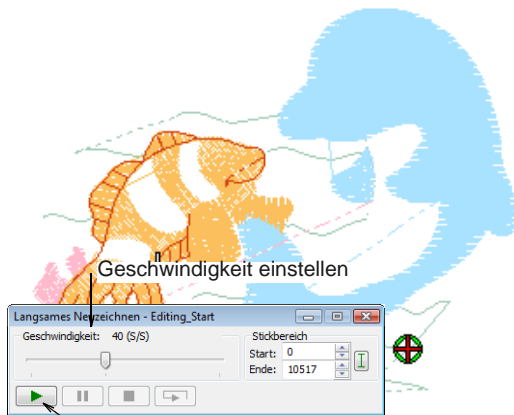 Geschwindigkeit einstellen
Langsames Neuzeichnen - Editing_Start
Geschwindigkeit: 40 (S/S)
Stickbereich
Start: 0
Ende: 10517